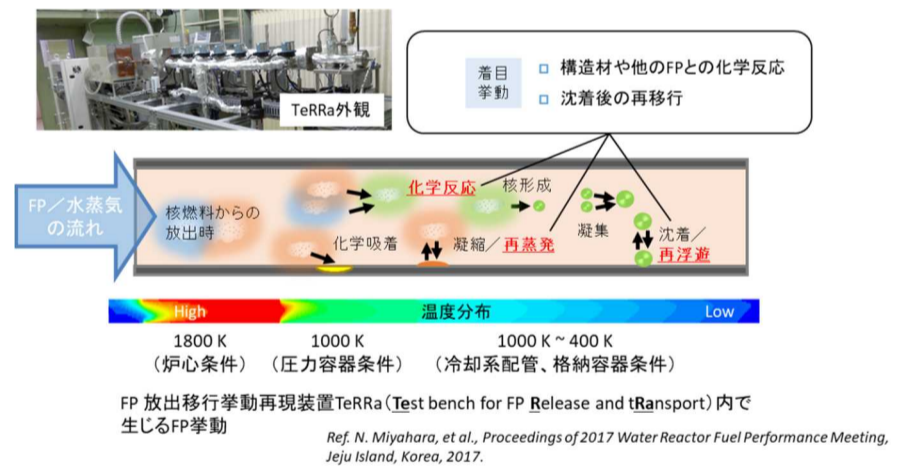 TeRRa外観
着目
挙動
構造材や他のFPとの化学反応
沈着後の再移行
FP／水蒸気
の流れ
核燃料からの
放出時
化学反応
核形成
化学吸着
凝縮／再蒸発
凝集
沈着／
再浮遊
High
温度分布
Low
1800 K
（炉心条件）
1000 K
（圧力容器条件）
1000 K ~ 400 K
（冷却系配管、格納容器条件）
FP 放出移行挙動再現装置TeRRa（Test bench for FP Release and tRansport）内で
生じるFP挙動
Ref. N. Miyahara, et al., Proceedings of 2017 Water Reactor Fuel Performance Meeting,
Jeju Island, Korea, 2017.